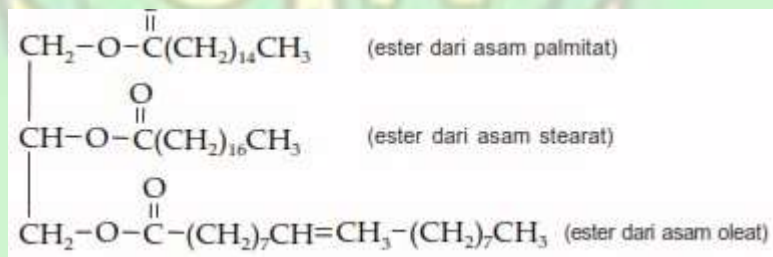 CH₂-O-C(CH₂)₁₄CH₃ (ester dari asam palmitat)
O
CH-O-C(CH₂)₁₆CH₃ (ester dari asam stearat)
O
CH₂-O-C-(CH₂)₇CH=CH₃-(CH₂)₇CH₃ (ester dari asam oleat)